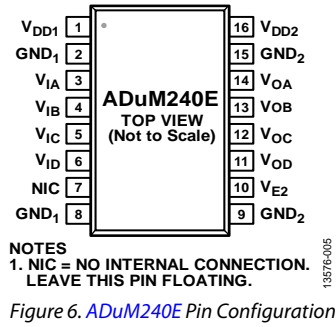 VDD1 1 16 VDD2
GND1 2 15 GND2
VIA 3 14 VOA
VIB 4 ADuM240E 13 VOB
TOP VIEW
VIC 5 (Not to Scale) 12 VOC
VID 6 11 VOD
NIC 7 10 VE2
GND1 8 9 GND2
NOTES
1. NIC = NO INTERNAL CONNECTION.
LEAVE THIS PIN FLOATING.
13576-005
Figure 6. ADuM240E Pin Configuration